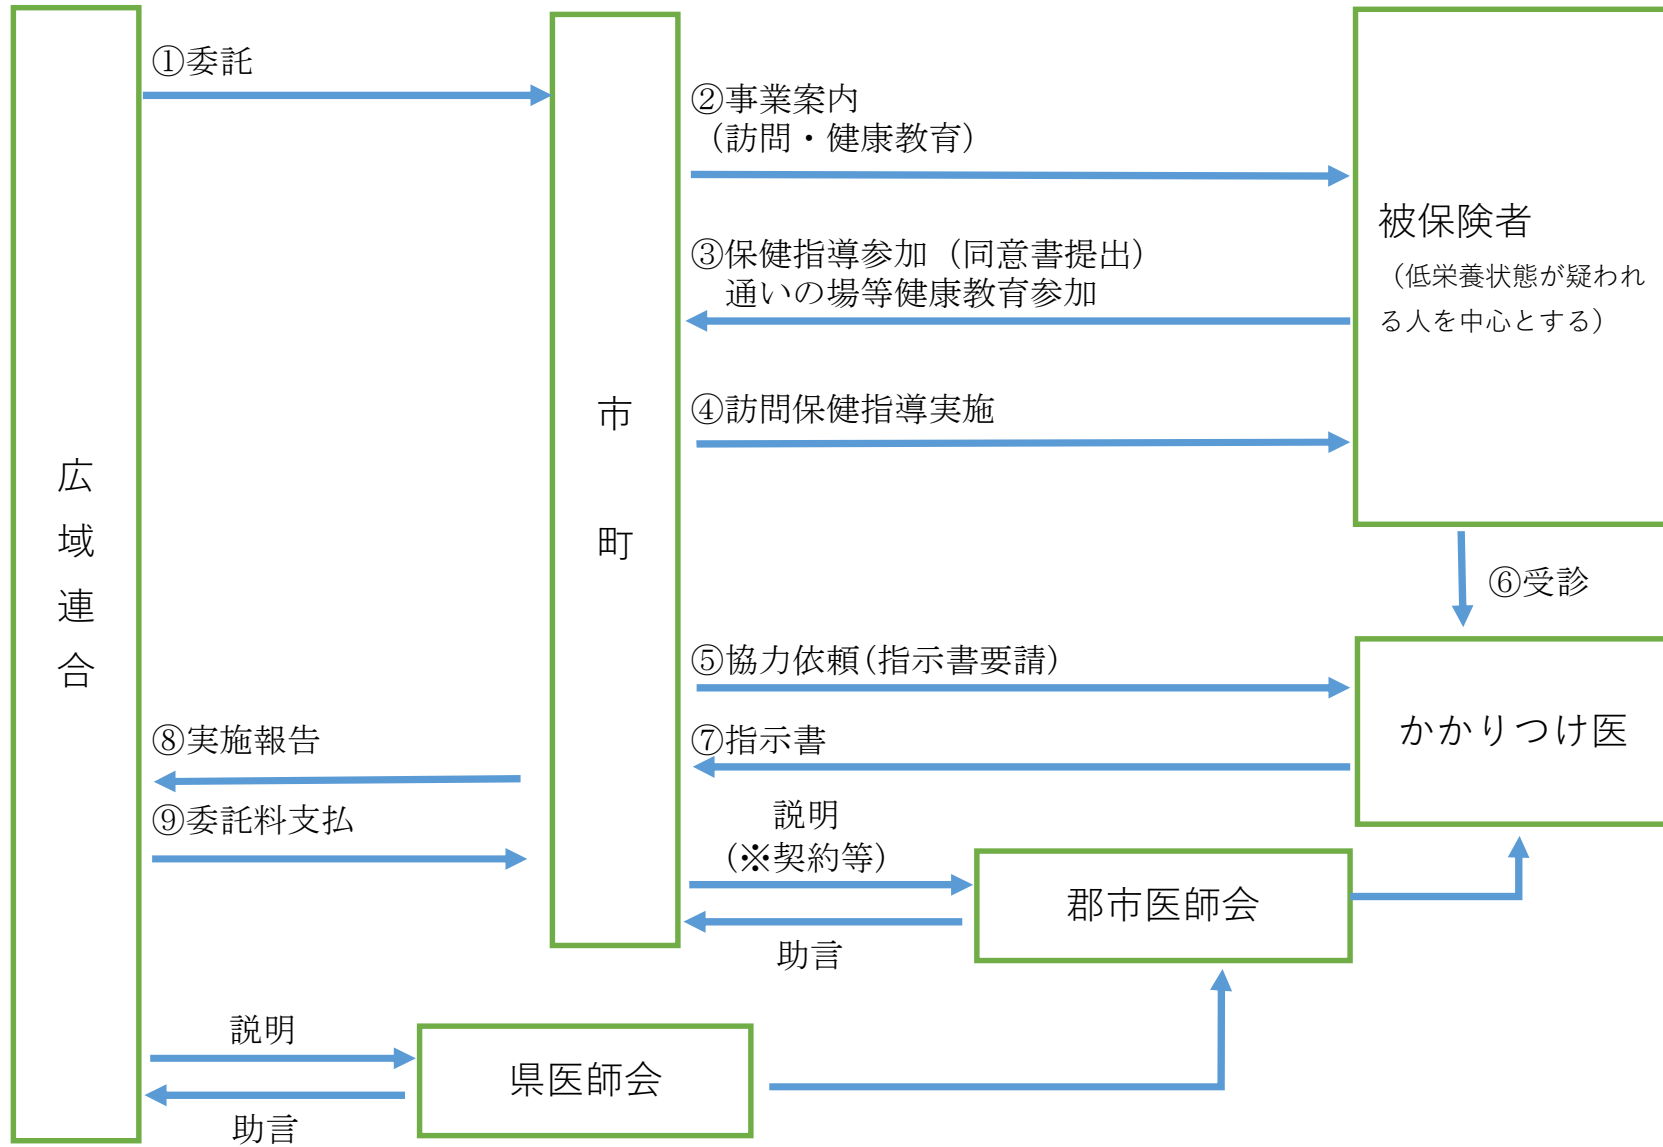 広域連合
①委託
市町
②事業案内
（訪問・健康教育）
③保健指導参加（同意書提出）
通いの場等健康教育参加
④訪問保健指導実施
被保険者
（低栄養状態が疑われ
る人を中心とする）
⑥受診
⑤協力依頼(指示書要請)
⑦指示書
かかりつけ医
⑧実施報告
⑨委託料支払
説明
(※契約等)
助言
郡市医師会
説明
助言
県医師会